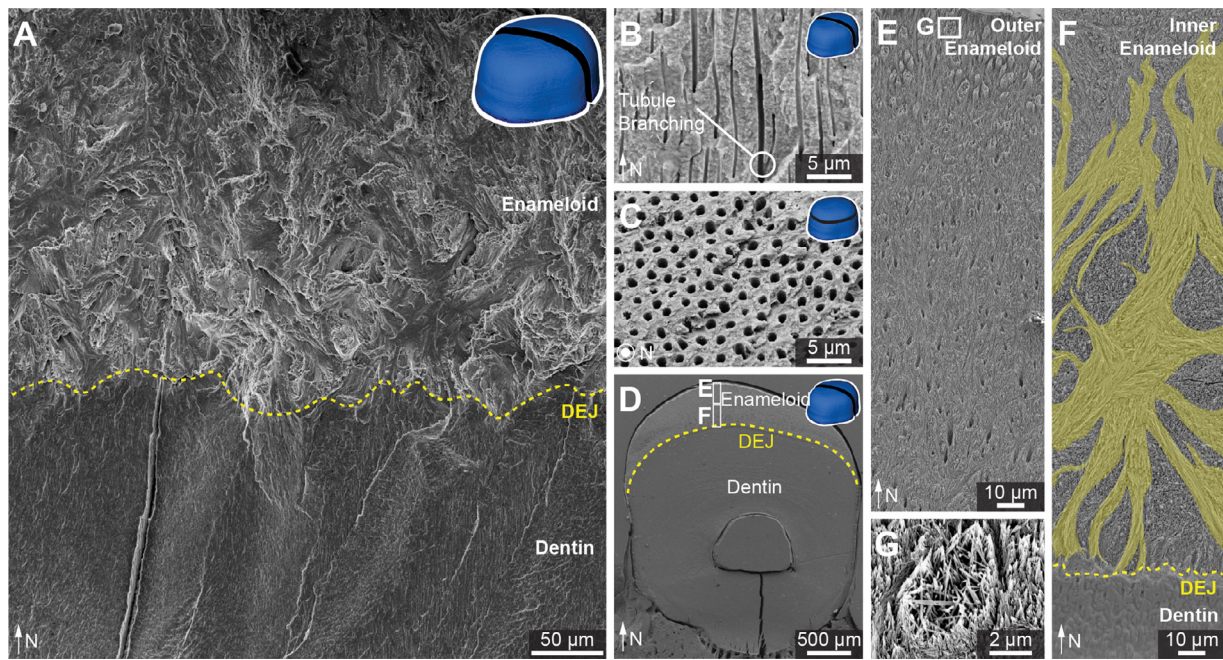 A
Enameloid
DEJ
Dentin
N
50 µm
B
Tubule
Branching
N
5 µm
C
N
5 µm
D
E
F
Enameloid
DEJ
Dentin
N
500 µm
E
G
Outer
Enameloid
N
10 µm
G
2 µm
F
Inner
Enameloid
DEJ
Dentin
N
10 µm